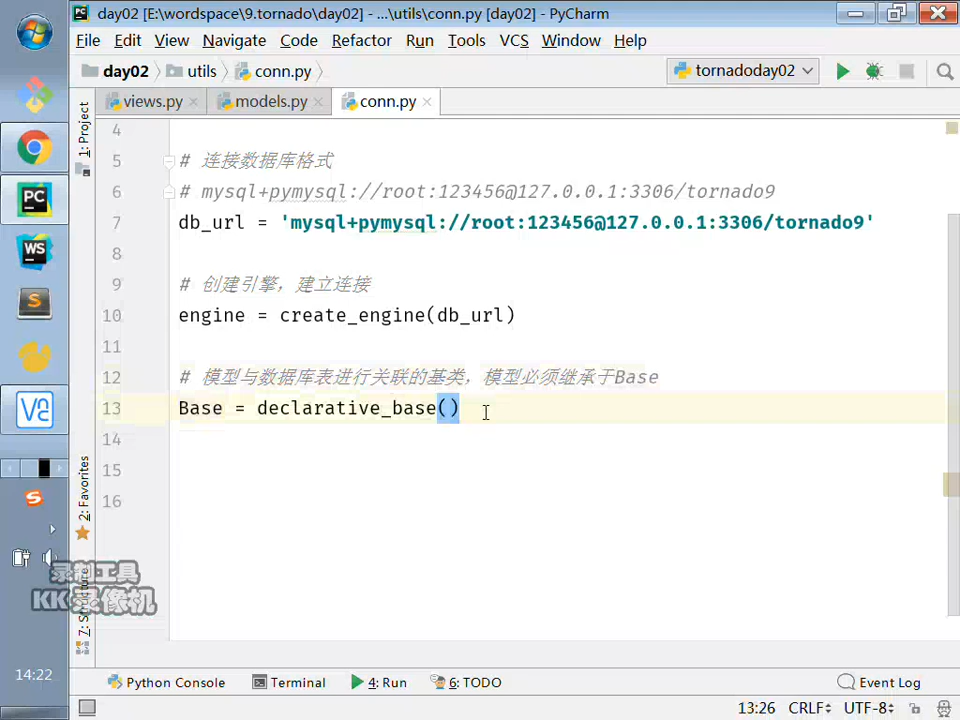 day02 [E:\wordspace\9.tornado\day02] - ...\utils\conn.py [day02] - PyCharm
File Edit View Navigate Code Refactor Run Tools VCS Window Help
day02 utils conn.py tornadoday02
views.py models.py conn.py
1: Project
4
5 # 连接数据库格式
6 # mysql+pymysql://root:123456@127.0.0.1:3306/tornado9
7 db_url = 'mysql+pymysql://root:123456@127.0.0.1:3306/tornado9'
8
9 # 创建引擎，建立连接
10 engine = create_engine(db_url)
11
12 # 模型与数据库表进行关联的基类，模型必须继承于Base
13 Base = declarative_base()
14
15
16
2: Favorites
7: Structure
录制工具
KK录像机
14:22
Python Console Terminal 4: Run 6: TODO Event Log
13:26 CRLF UTF-8